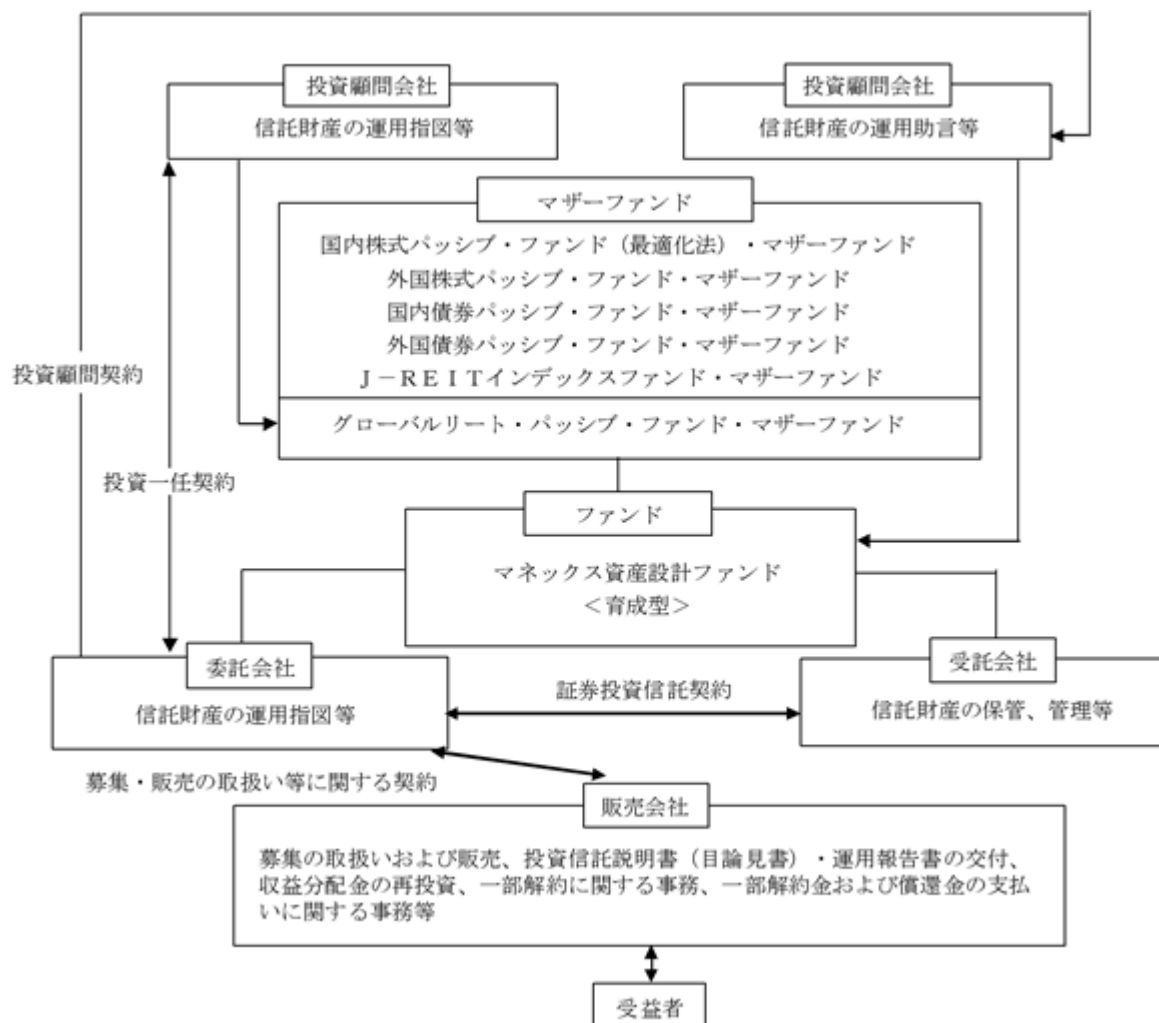 投資顧問会社
信託財産の運用指図等
投資顧問会社
信託財産の運用助言等
マザーファンド
国内株式パッシブ・ファンド（最適化法）・マザーファンド
外国株式パッシブ・ファンド・マザーファンド
国内債券パッシブ・ファンド・マザーファンド
外国債券パッシブ・ファンド・マザーファンド
Ｊ－ＲＥＩＴインデックスファンド・マザーファンド
グローバルリート・パッシブ・ファンド・マザーファンド
投資顧問契約
投資一任契約
ファンド
マネックス資産設計ファンド
＜育成型＞
委託会社
信託財産の運用指図等
証券投資信託契約
受託会社
信託財産の保管、管理等
募集・販売の取扱い等に関する契約
販売会社
募集の取扱いおよび販売、投資信託説明書（目論見書）・運用報告書の交付、
収益分配金の再投資、一部解約に関する事務、一部解約金および償還金の支払
いに関する事務等
受益者